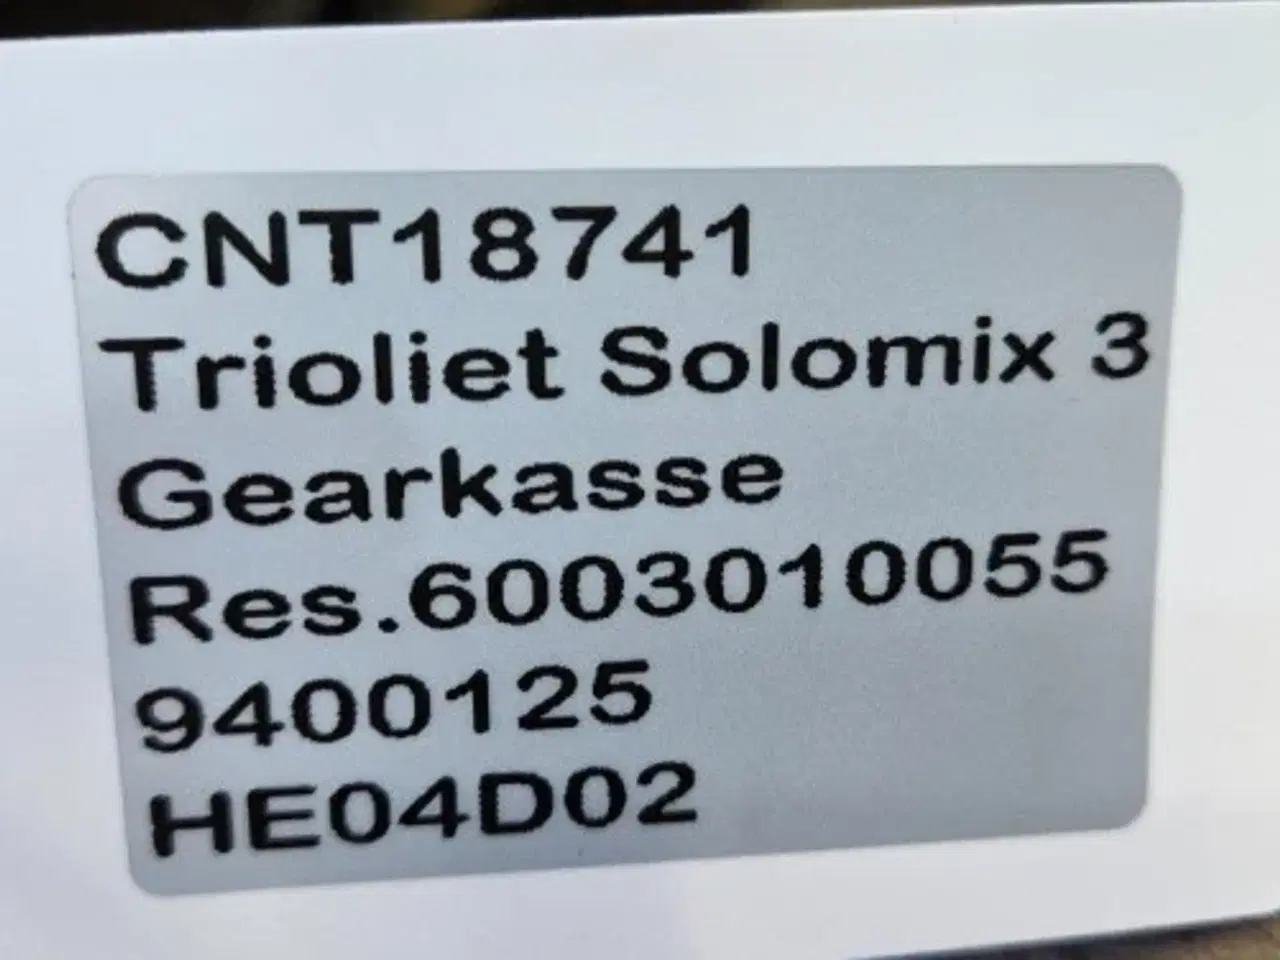 CNT18741
Trioliet Solomix 3
Gearkasse
Res.6003010055
9400125
HE04D02